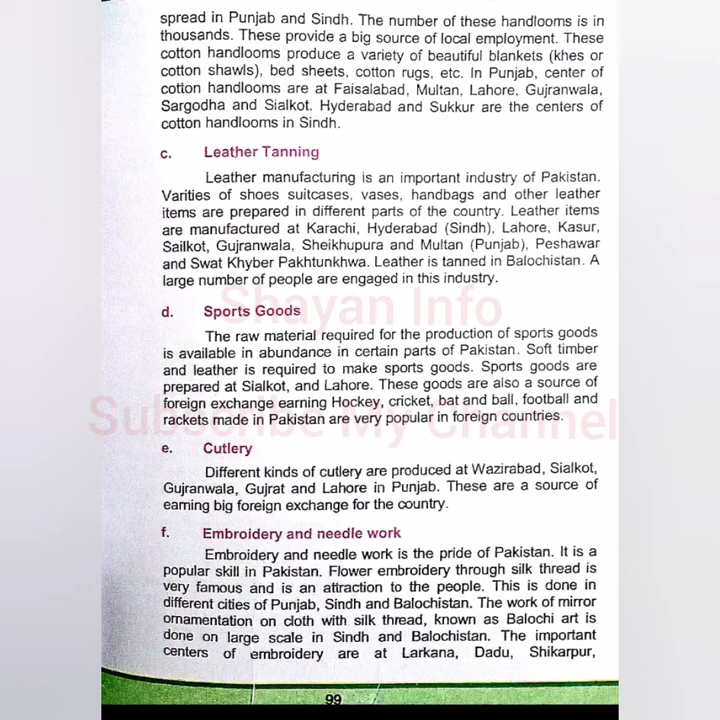 spread in Punjab and Sindh. The number of these handlooms is in
thousands. These provide a big source of local employment. These
cotton handlooms produce a variety of beautiful blankets (khes or
cotton shawls), bed sheets, cotton rugs, etc. In Punjab, center of
cotton handlooms are at Faisalabad, Multan, Lahore, Gujranwala,
Sargodha and Sialkot. Hyderabad and Sukkur are the centers of
cotton handlooms in Sindh.
c. Leather Tanning
Leather manufacturing is an important industry of Pakistan.
Varities of shoes suitcases, vases, handbags and other leather
items are prepared in different parts of the country. Leather items
are manufactured at Karachi, Hyderabad (Sindh), Lahore, Kasur,
Sailkot, Gujranwala, Sheikhupura and Multan (Punjab), Peshawar
and Swat Khyber Pakhtunkhwa. Leather is tanned in Balochistan. A
large number of people are engaged in this industry.
Shayan Info
d. Sports Goods
The raw material required for the production of sports goods
is available in abundance in certain parts of Pakistan. Soft timber
and leather is required to make sports goods. Sports goods are
prepared at Sialkot, and Lahore. These goods are also a source of
foreign exchange earning Hockey, cricket, bat and ball, football and
rackets made in Pakistan are very popular in foreign countries.
Subscribe My Channel
e. Cutlery
Different kinds of cutlery are produced at Wazirabad, Sialkot,
Gujranwala, Gujrat and Lahore in Punjab. These are a source of
earning big foreign exchange for the country.
f. Embroidery and needle work
Embroidery and needle work is the pride of Pakistan. It is a
popular skill in Pakistan. Flower embroidery through silk thread is
very famous and is an attraction to the people. This is done in
different cities of Punjab, Sindh and Balochistan. The work of mirror
ornamentation on cloth with silk thread, known as Balochi art is
done on large scale in Sindh and Balochistan. The important
centers of embroidery are at Larkana, Dadu, Shikarpur,
99